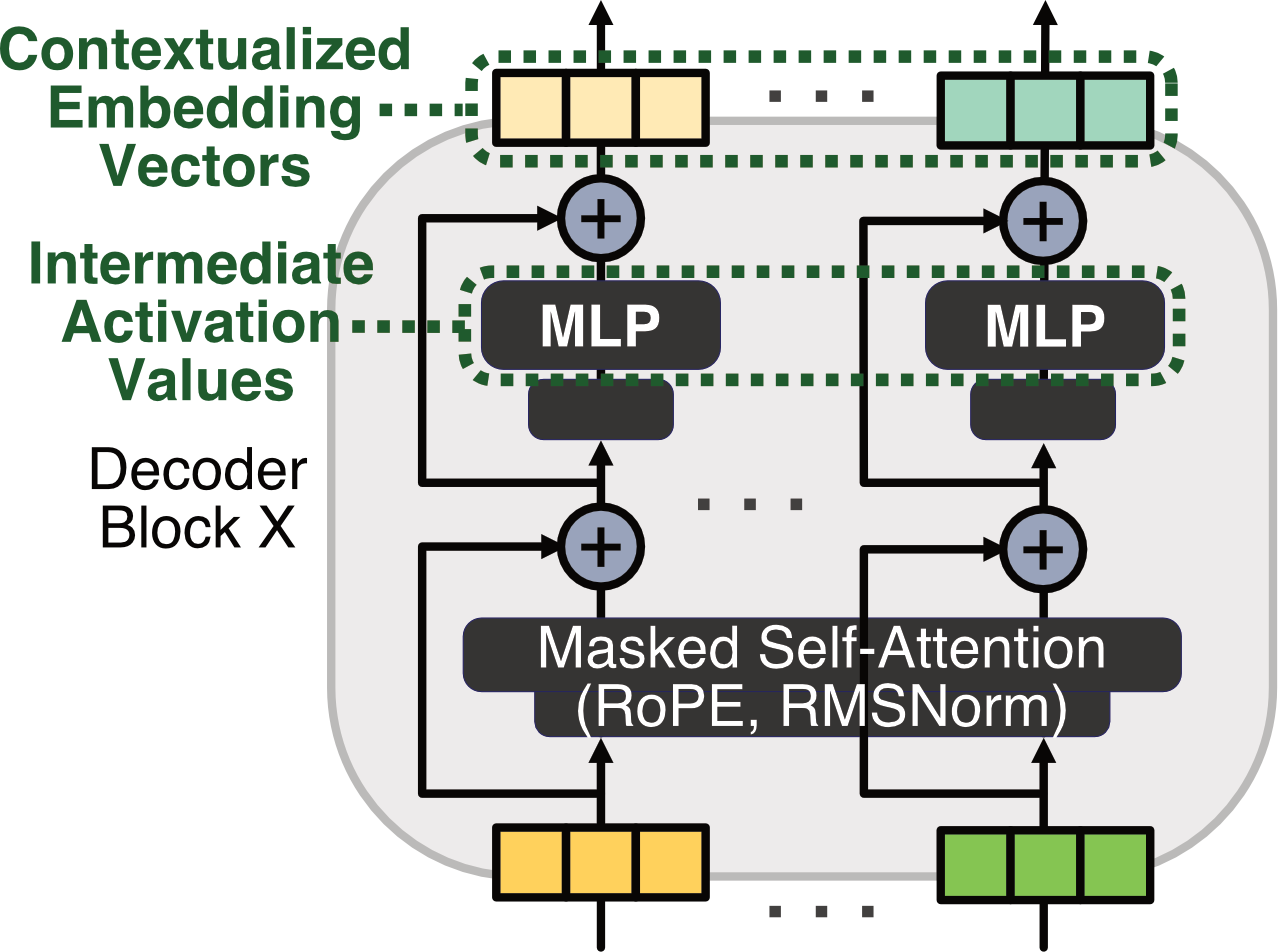 Contextualized
Embedding
Vectors
Intermediate
Activation
Values
MLP
MLP
Decoder
Block X
Masked Self-Attention
(RoPE, RMSNorm)